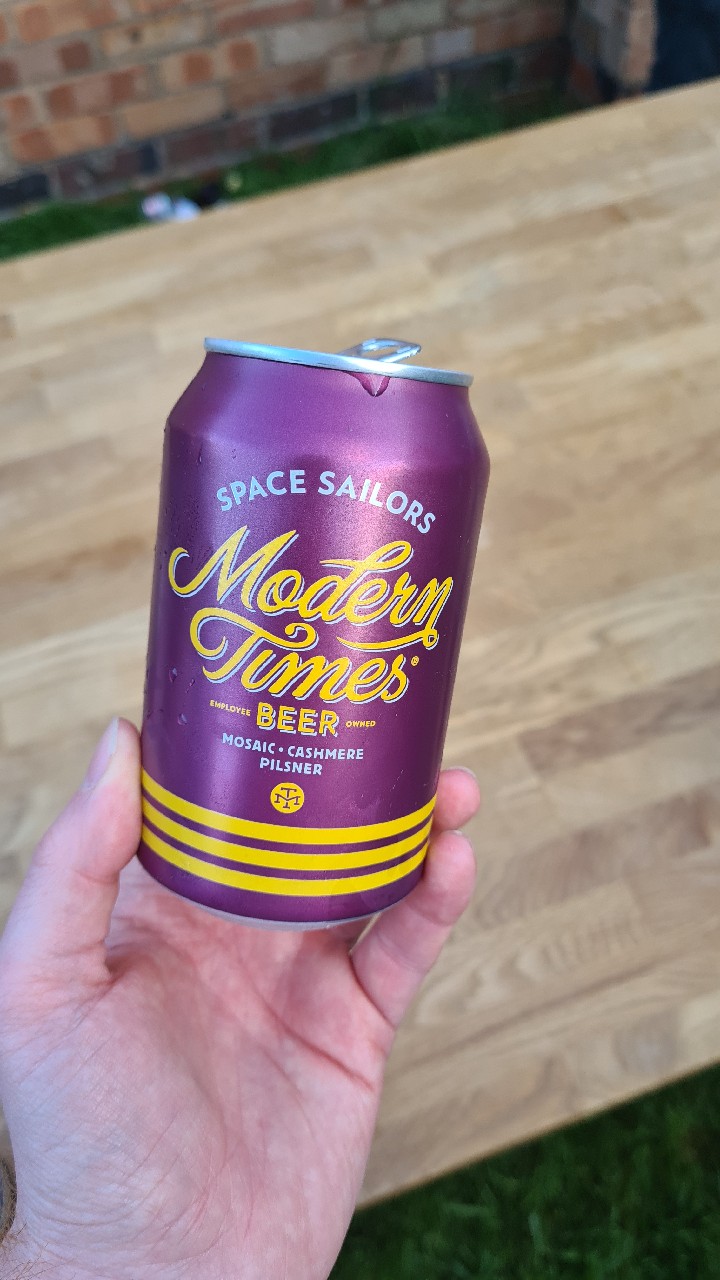 SPACE SAILORS
Modern
Times®
EMPLOYEE BEER OWNED
MOSAIC • CASHMERE
PILSNER